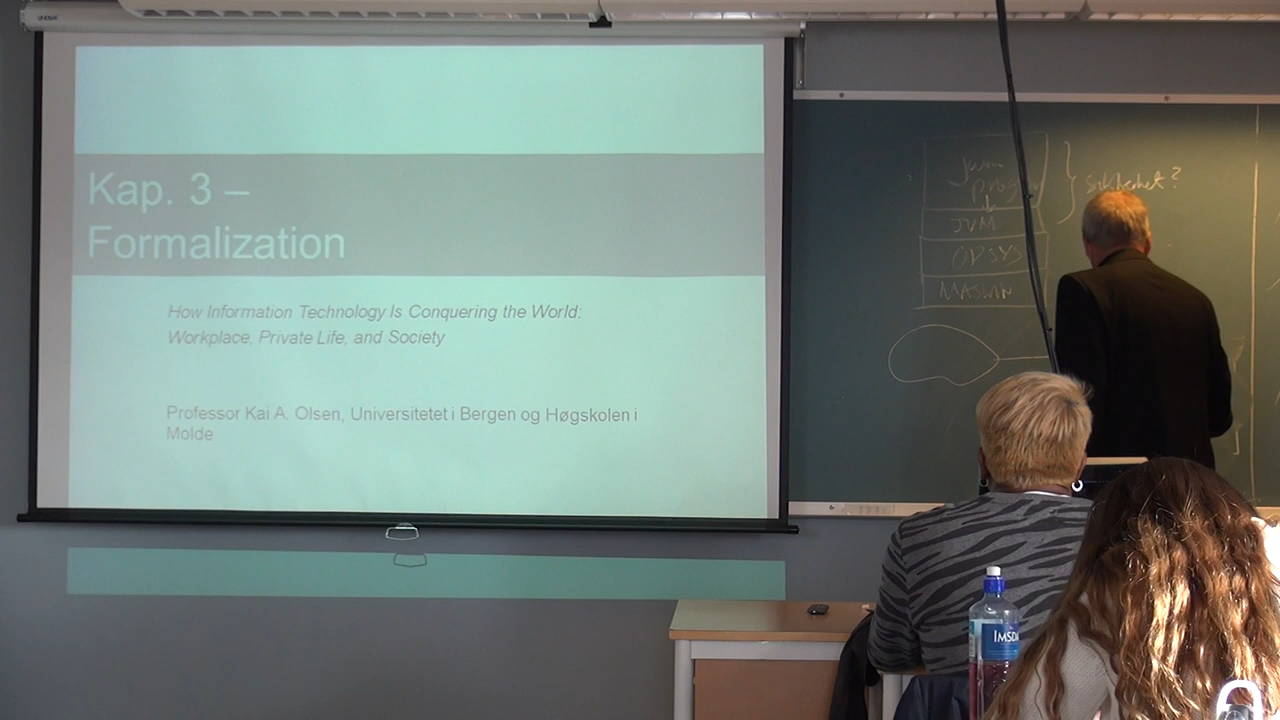 Kap. 3 –
Formalization
How Information Technology Is Conquering the World:
Workplace, Private Life, and Society
Professor Kai A. Olsen, Universitetet i Bergen og Høgskolen i
Molde
Sikkerhet?
JVM
OPSYS
MASKIN